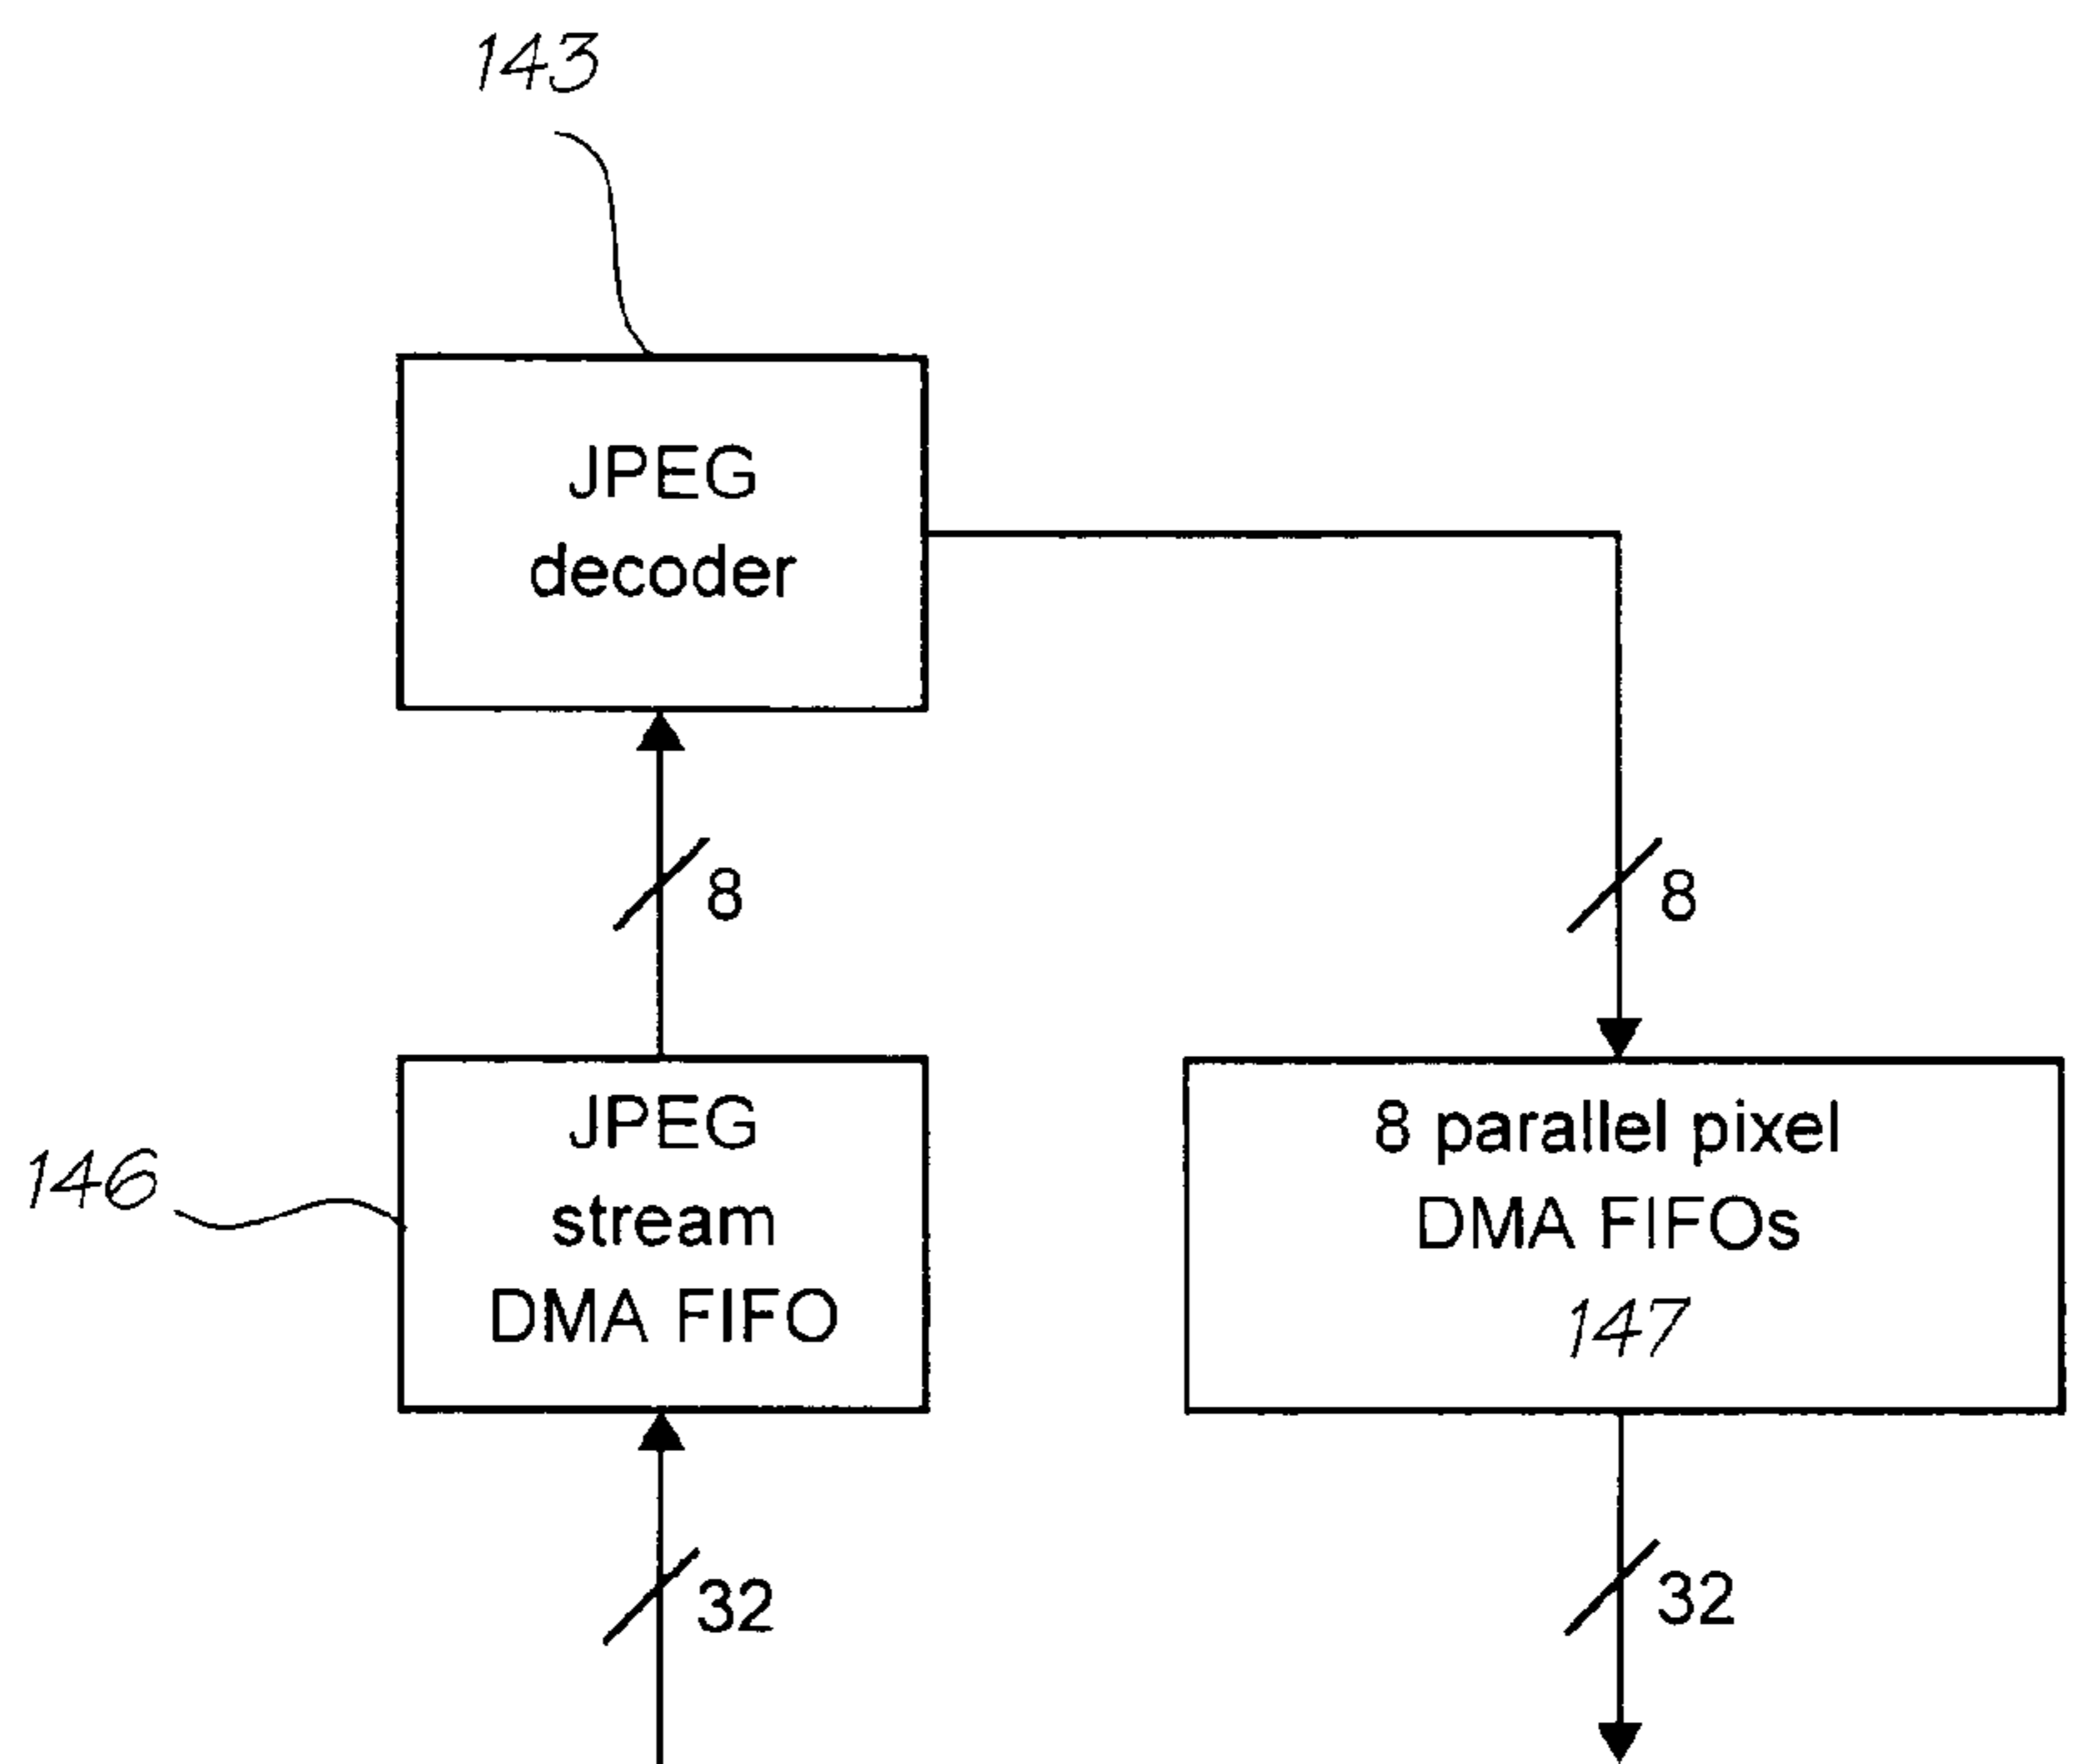 143
JPEG
decoder
8
8
JPEG
stream
DMA FIFO
146
8 parallel pixel
DMA FIFOs
147
32
32